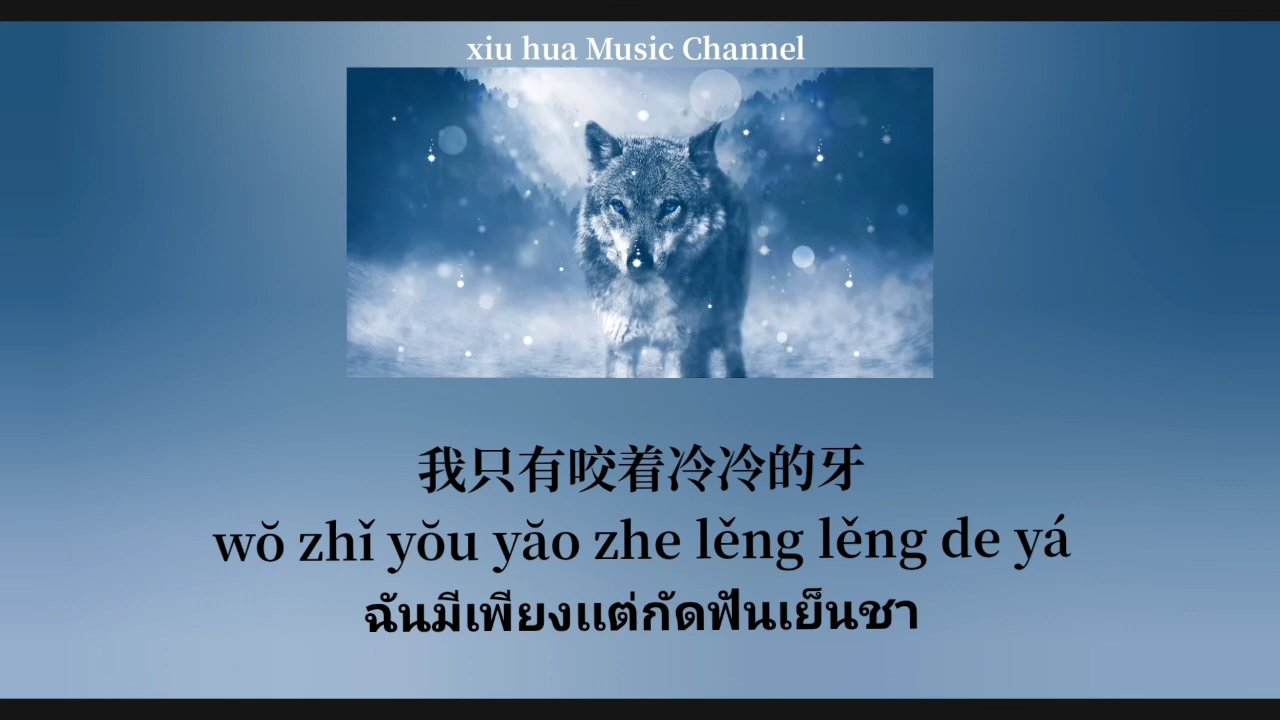 xiu hua Music Channel
我只有咬着冷冷的牙
wŏ zhǐ yŏu yăo zhe lĕng lĕng de yá
ฉันมีเพียงแต่กัดฟันเย็นชา